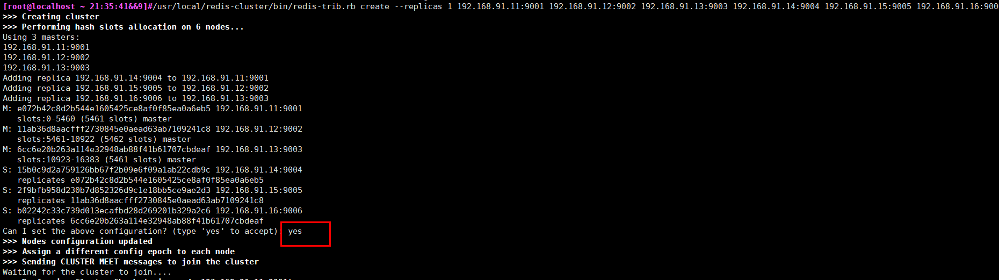 [root@localhost ~ 21:35:41&&9]#/usr/local/redis-cluster/bin/redis-trib.rb create --replicas 1 192.168.91.11:9001 192.168.91.12:9002 192.168.91.13:9003 192.168.91.14:9004 192.168.91.15:9005 192.168.91.16:900
>>> Creating cluster
>>> Performing hash slots allocation on 6 nodes...
Using 3 masters:
192.168.91.11:9001
192.168.91.12:9002
192.168.91.13:9003
Adding replica 192.168.91.14:9004 to 192.168.91.11:9001
Adding replica 192.168.91.15:9005 to 192.168.91.12:9002
Adding replica 192.168.91.16:9006 to 192.168.91.13:9003
M: e072b42c8d2b544e1605425ce8af0f85ea0a6eb5 192.168.91.11:9001
   slots:0-5460 (5461 slots) master
M: 11ab36d8aacfff2730845e0aead63ab7109241c8 192.168.91.12:9002
   slots:5461-10922 (5462 slots) master
M: 6cc6e20b263a114e32948ab88f41b61707cbdeaf 192.168.91.13:9003
   slots:10923-16383 (5461 slots) master
S: 15b0c9d2a759126bb67f2b09e6f09a1ab22cdb9c 192.168.91.14:9004
   replicates e072b42c8d2b544e1605425ce8af0f85ea0a6eb5
S: 2f9bfb958d230b7d852326d9c1e18bb5ce9ae2d3 192.168.91.15:9005
   replicates 11ab36d8aacfff2730845e0aead63ab7109241c8
S: b02242c33c739d013ecafbd28d269201b329a2c6 192.168.91.16:9006
   replicates 6cc6e20b263a114e32948ab88f41b61707cbdeaf
Can I set the above configuration? (type 'yes' to accept): yes
>>> Nodes configuration updated
>>> Assign a different config epoch to each node
>>> Sending CLUSTER MEET messages to join the cluster
Waiting for the cluster to join....